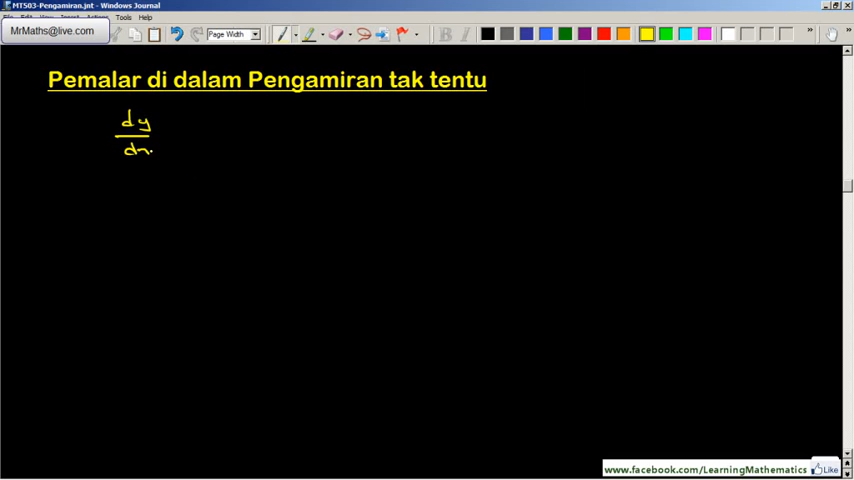 MT503-Pengamiran.jnt - Windows Journal
MrMaths@live.com
Tools Help
Page Width
Pemalar di dalam Pengamiran tak tentu
dy
dx
www.facebook.com/LearningMathematics Like